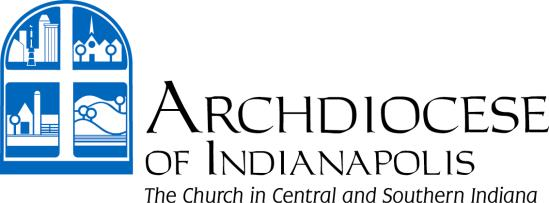 ARCHDIOCESE
OF INDIANAPOLIS
The Church in Central and Southern Indiana